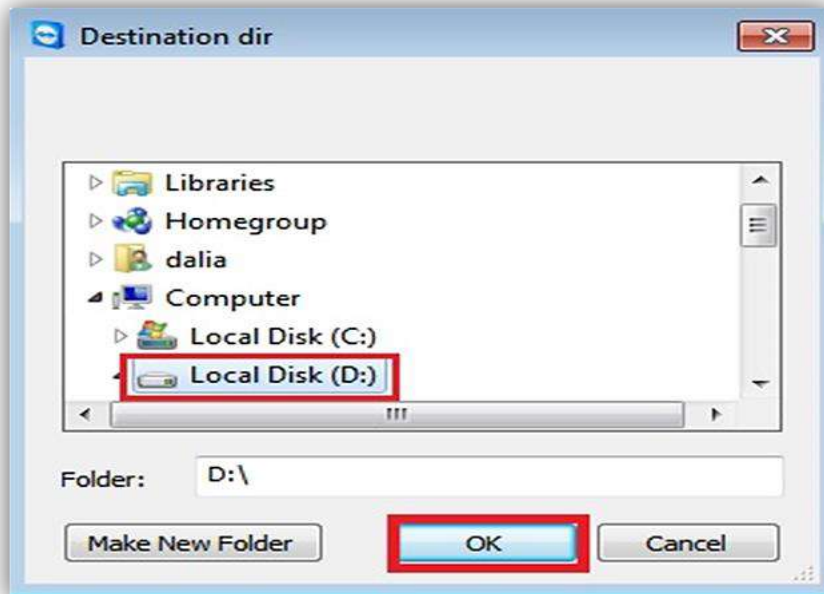 Destination dir
Libraries
Homegroup
dalia
Computer
Local Disk (C:)
Local Disk (D:)
Folder: D:\
Make New Folder OK Cancel